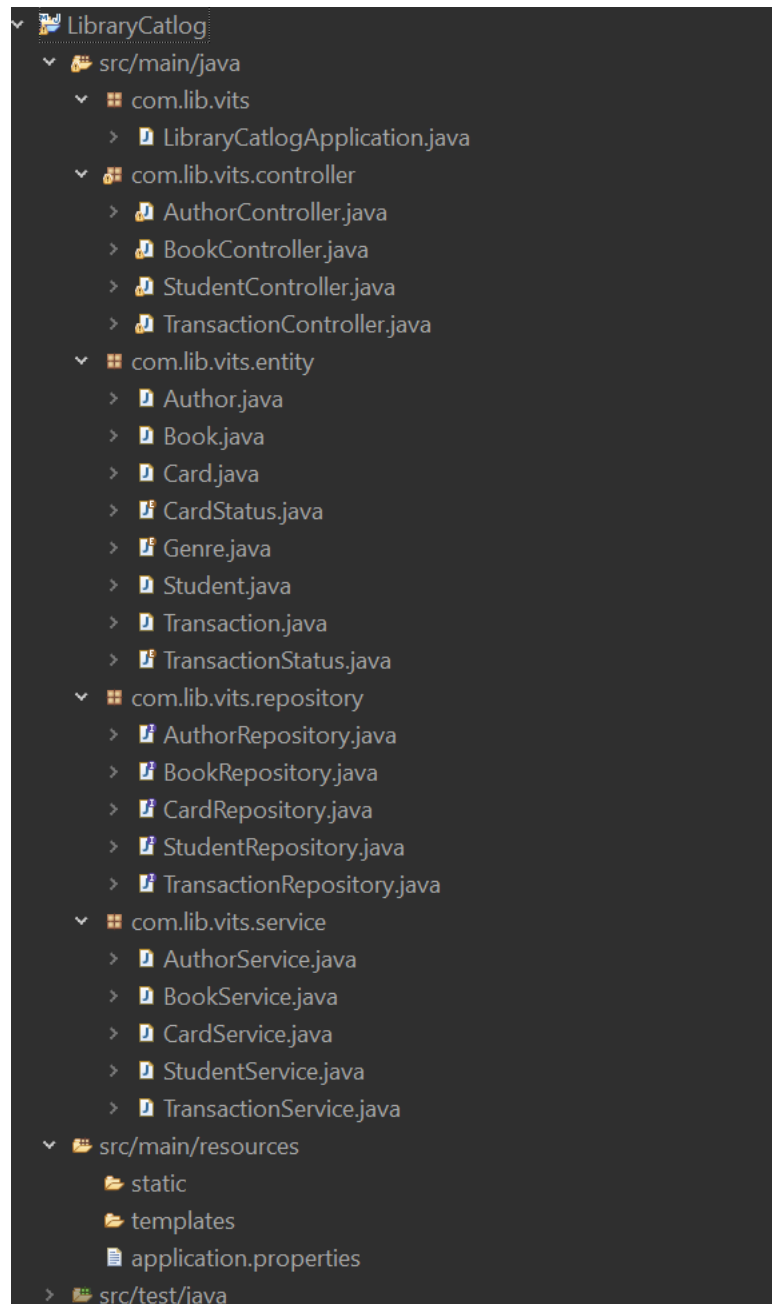 LibraryCatlog
src/main/java
com.lib.vits
LibraryCatlogApplication.java
com.lib.vits.controller
AuthorController.java
BookController.java
StudentController.java
TransactionController.java
com.lib.vits.entity
Author.java
Book.java
Card.java
CardStatus.java
Genre.java
Student.java
Transaction.java
TransactionStatus.java
com.lib.vits.repository
AuthorRepository.java
BookRepository.java
CardRepository.java
StudentRepository.java
TransactionRepository.java
com.lib.vits.service
AuthorService.java
BookService.java
CardService.java
StudentService.java
TransactionService.java
src/main/resources
static
templates
application.properties
src/test/java